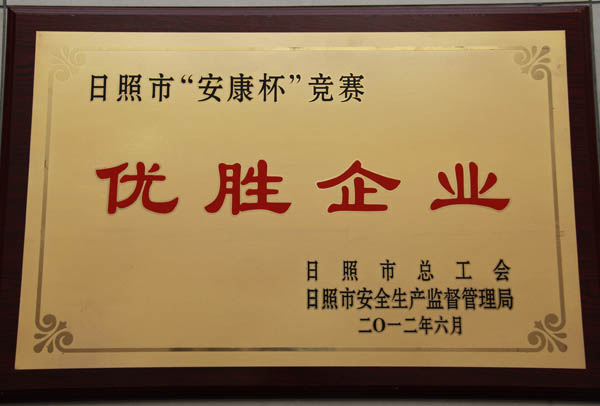 日照市“安康杯”竞赛
优胜企业
日照市总工会
日照市安全生产监督管理局
二〇一二年六月